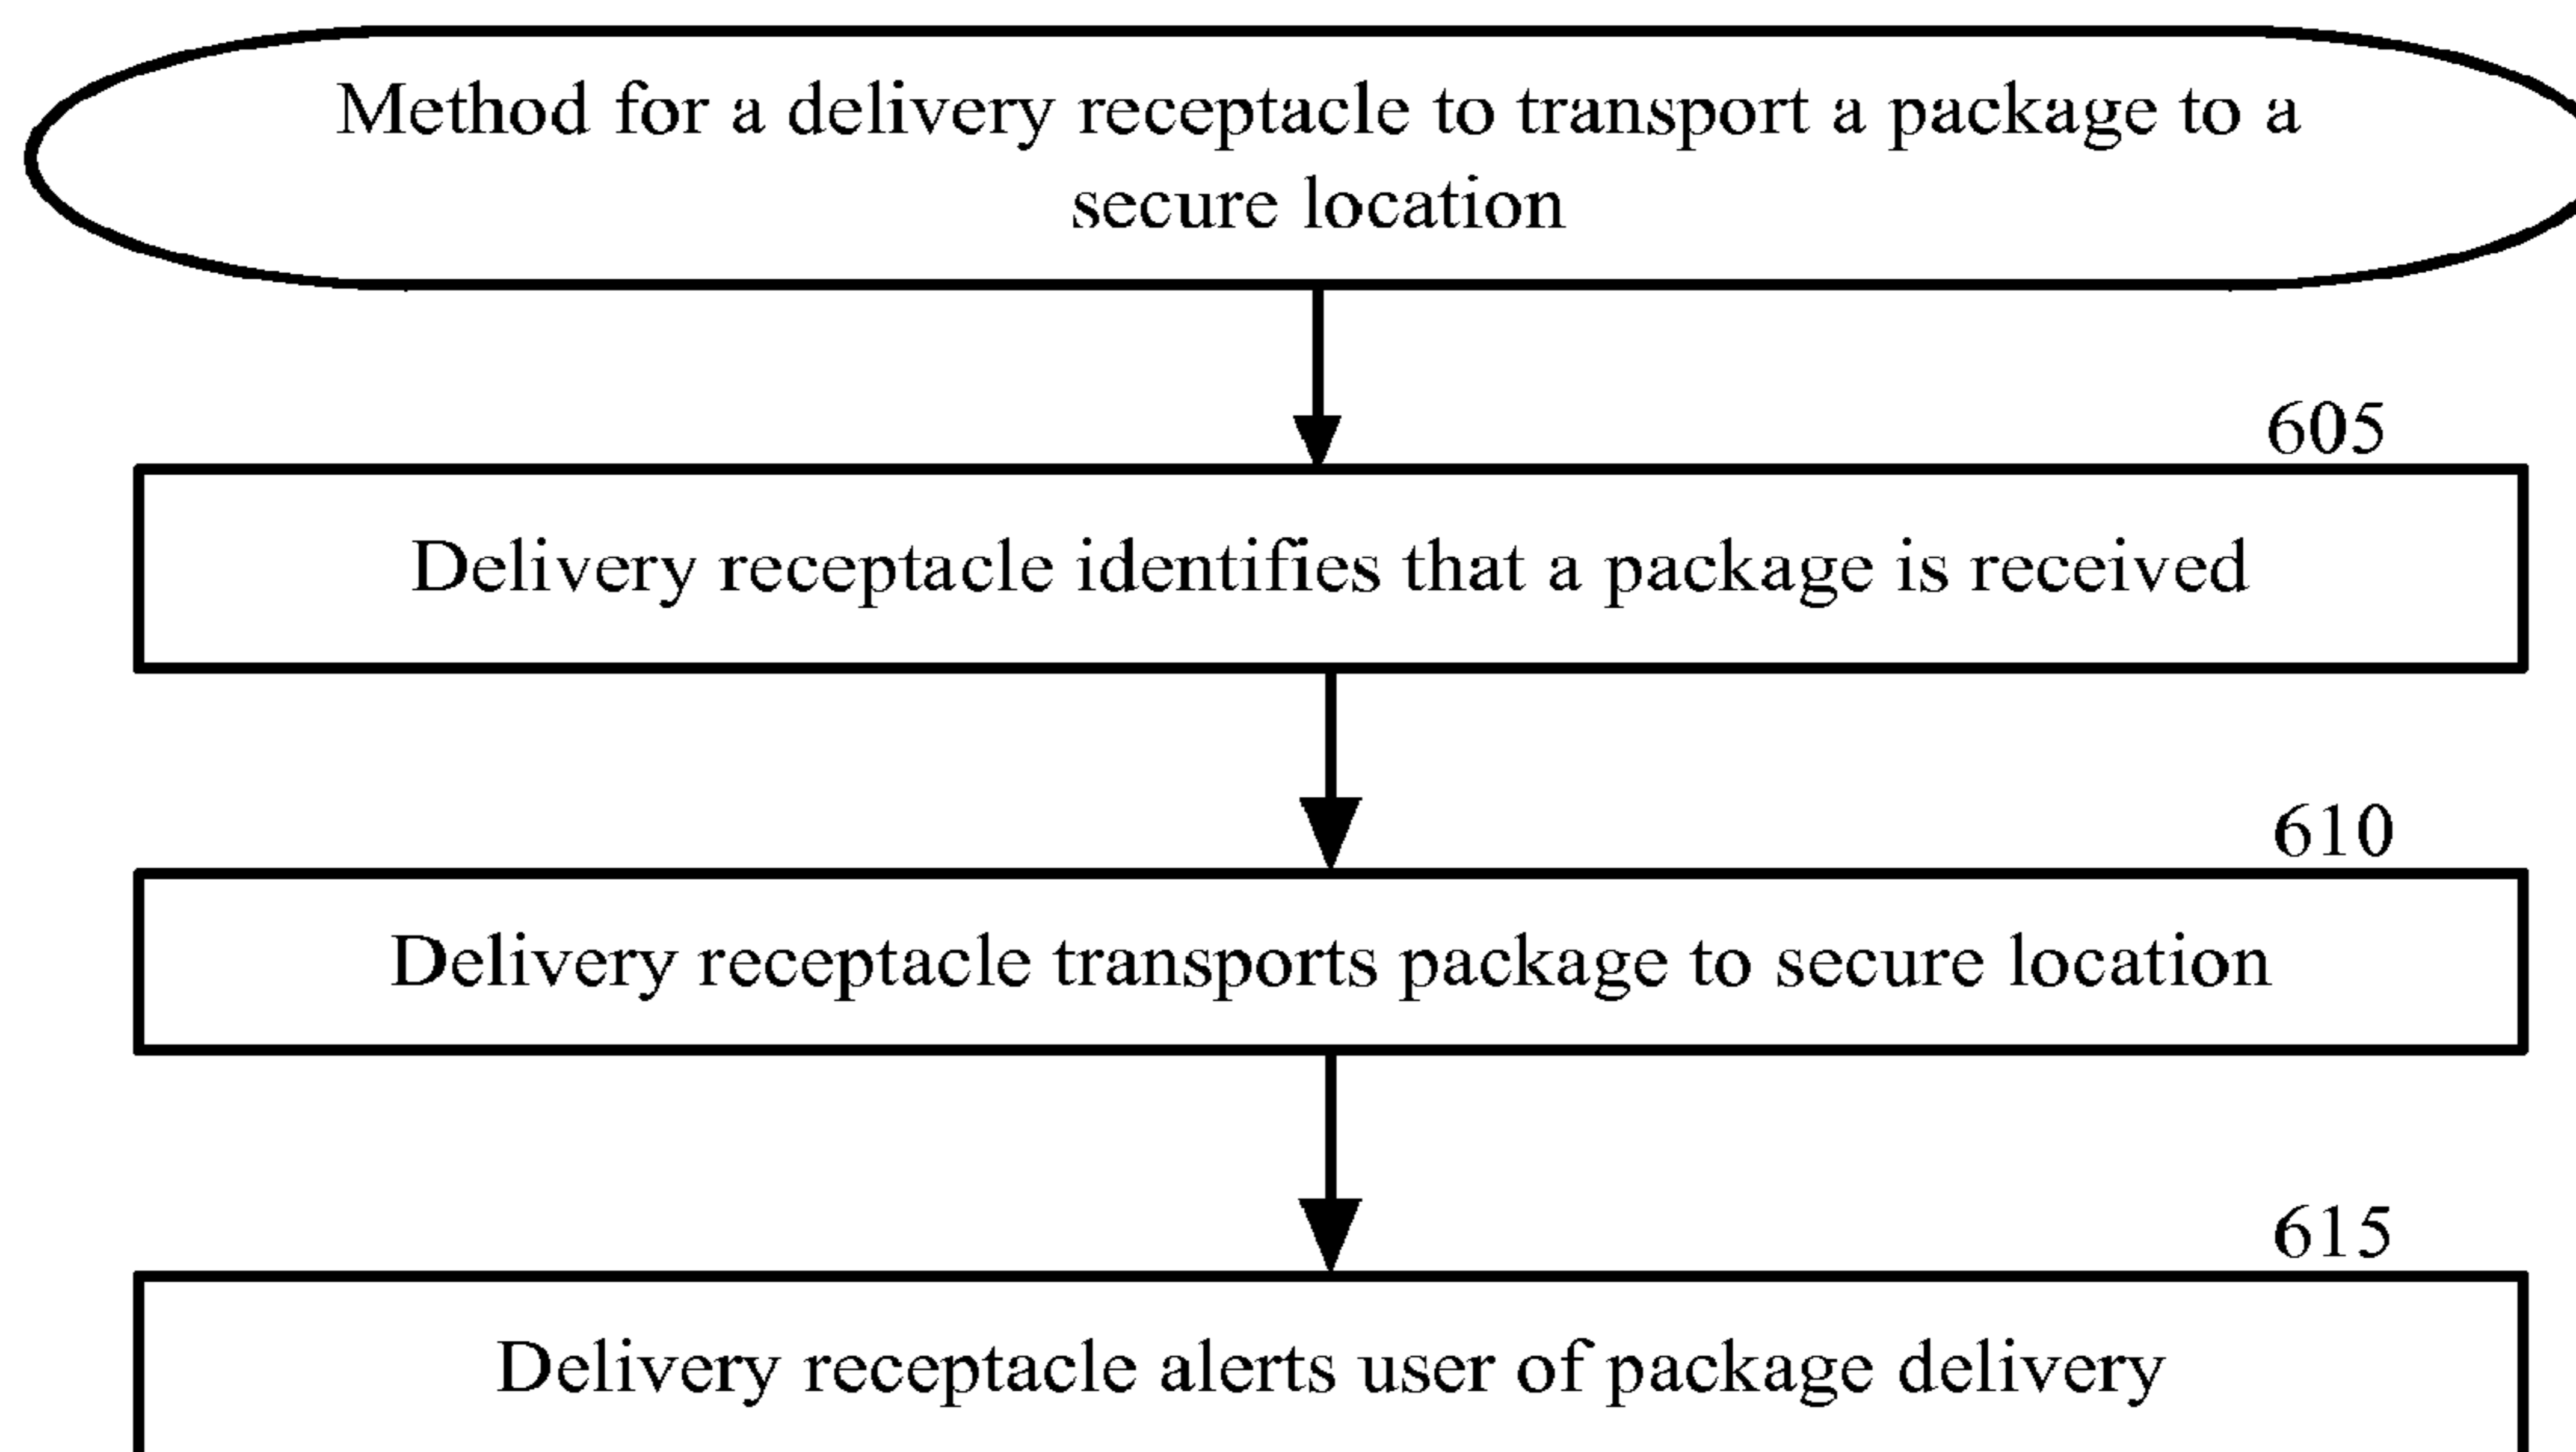 Method for a delivery receptacle to transport a package to a
secure location
605
Delivery receptacle identifies that a package is received
610
Delivery receptacle transports package to secure location
615
Delivery receptacle alerts user of package delivery